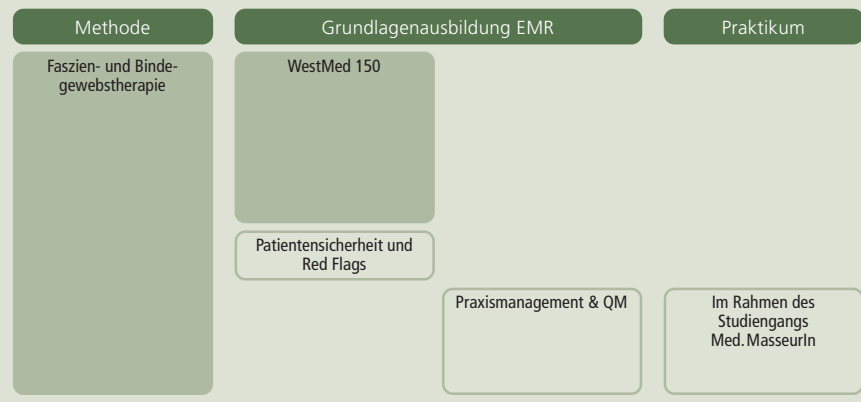 Methode
Grundlagenausbildung EMR
Praktikum
Faszien- und Binde-
gewebstherapie
WestMed 150
Patientensicherheit und
Red Flags
Praxismanagement & QM
Im Rahmen des
Studiengangs
Med. MasseurIn